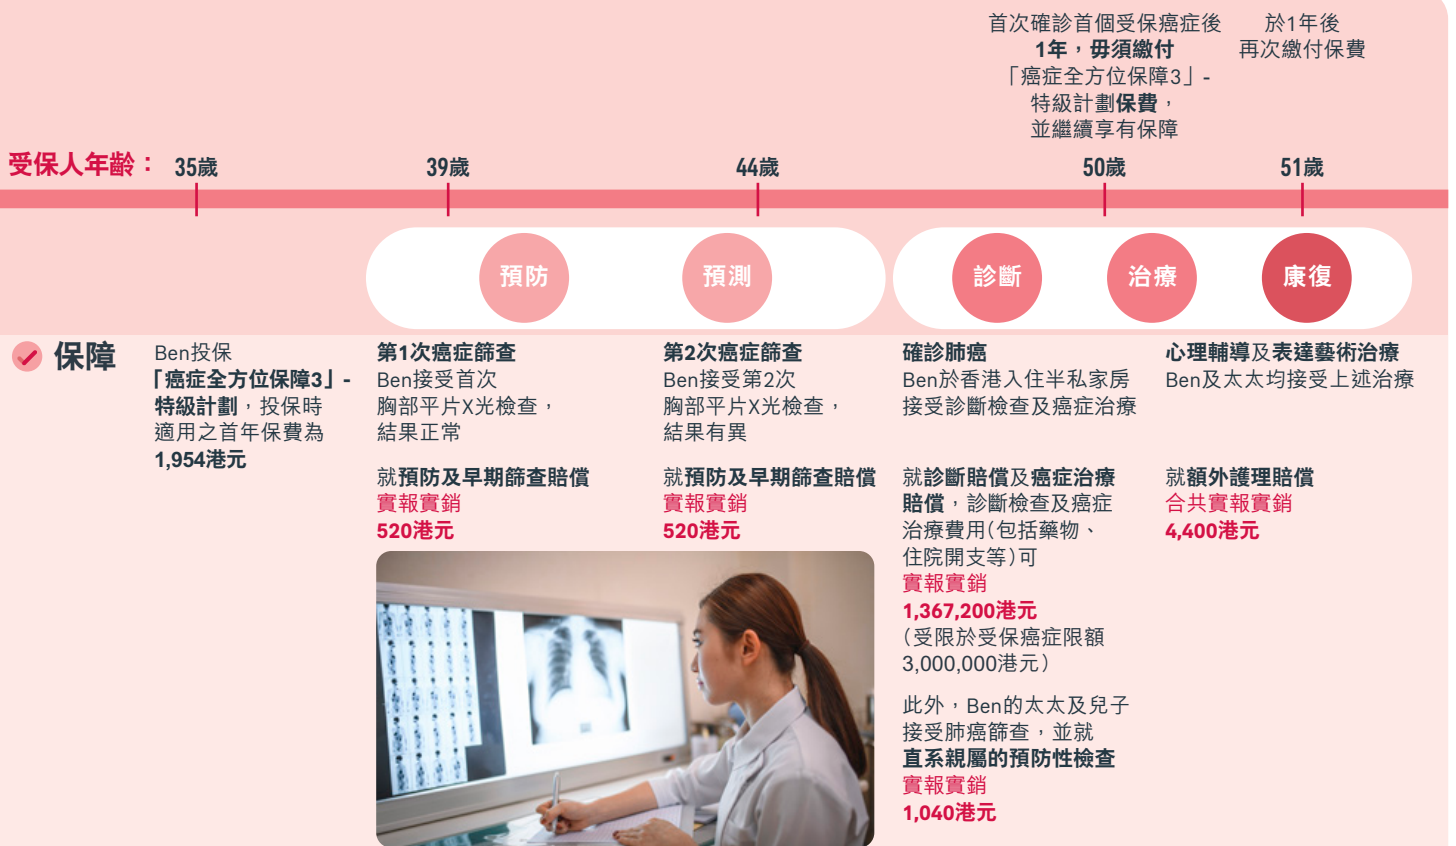 首次確診首個受保癌症後
1年，毋須繳付
「癌症全方位保障3」-
特級計劃保費，
並繼續享有保障
於1年後
再次繳付保費
受保人年齡：
35歲
39歲
44歲
50歲
51歲
預防
預測
診斷
治療
康復
保障
Ben投保
「癌症全方位保障3」-
特級計劃，投保時
適用之首年保費為
1,954港元
第1次癌症篩查
Ben接受首次
胸部平片X光檢查，
結果正常
就預防及早期篩查賠償
實報實銷
520港元
第2次癌症篩查
Ben接受第2次
胸部平片X光檢查，
結果有異
就預防及早期篩查賠償
實報實銷
520港元
確診肺癌
Ben於香港入住半私家房
接受診斷檢查及癌症治療
就診斷賠償及癌症治療
賠償，診斷檢查及癌症
治療費用(包括藥物、
住院開支等)可
實報實銷
1,367,200港元
(受限於受保癌症限額
3,000,000港元)
此外，Ben的太太及兒子
接受肺癌篩查，並就
直系親屬的預防性檢查
實報實銷
1,040港元
心理輔導及表達藝術治療
Ben及太太均接受上述治療
就額外護理賠償
合共實報實銷
4,400港元